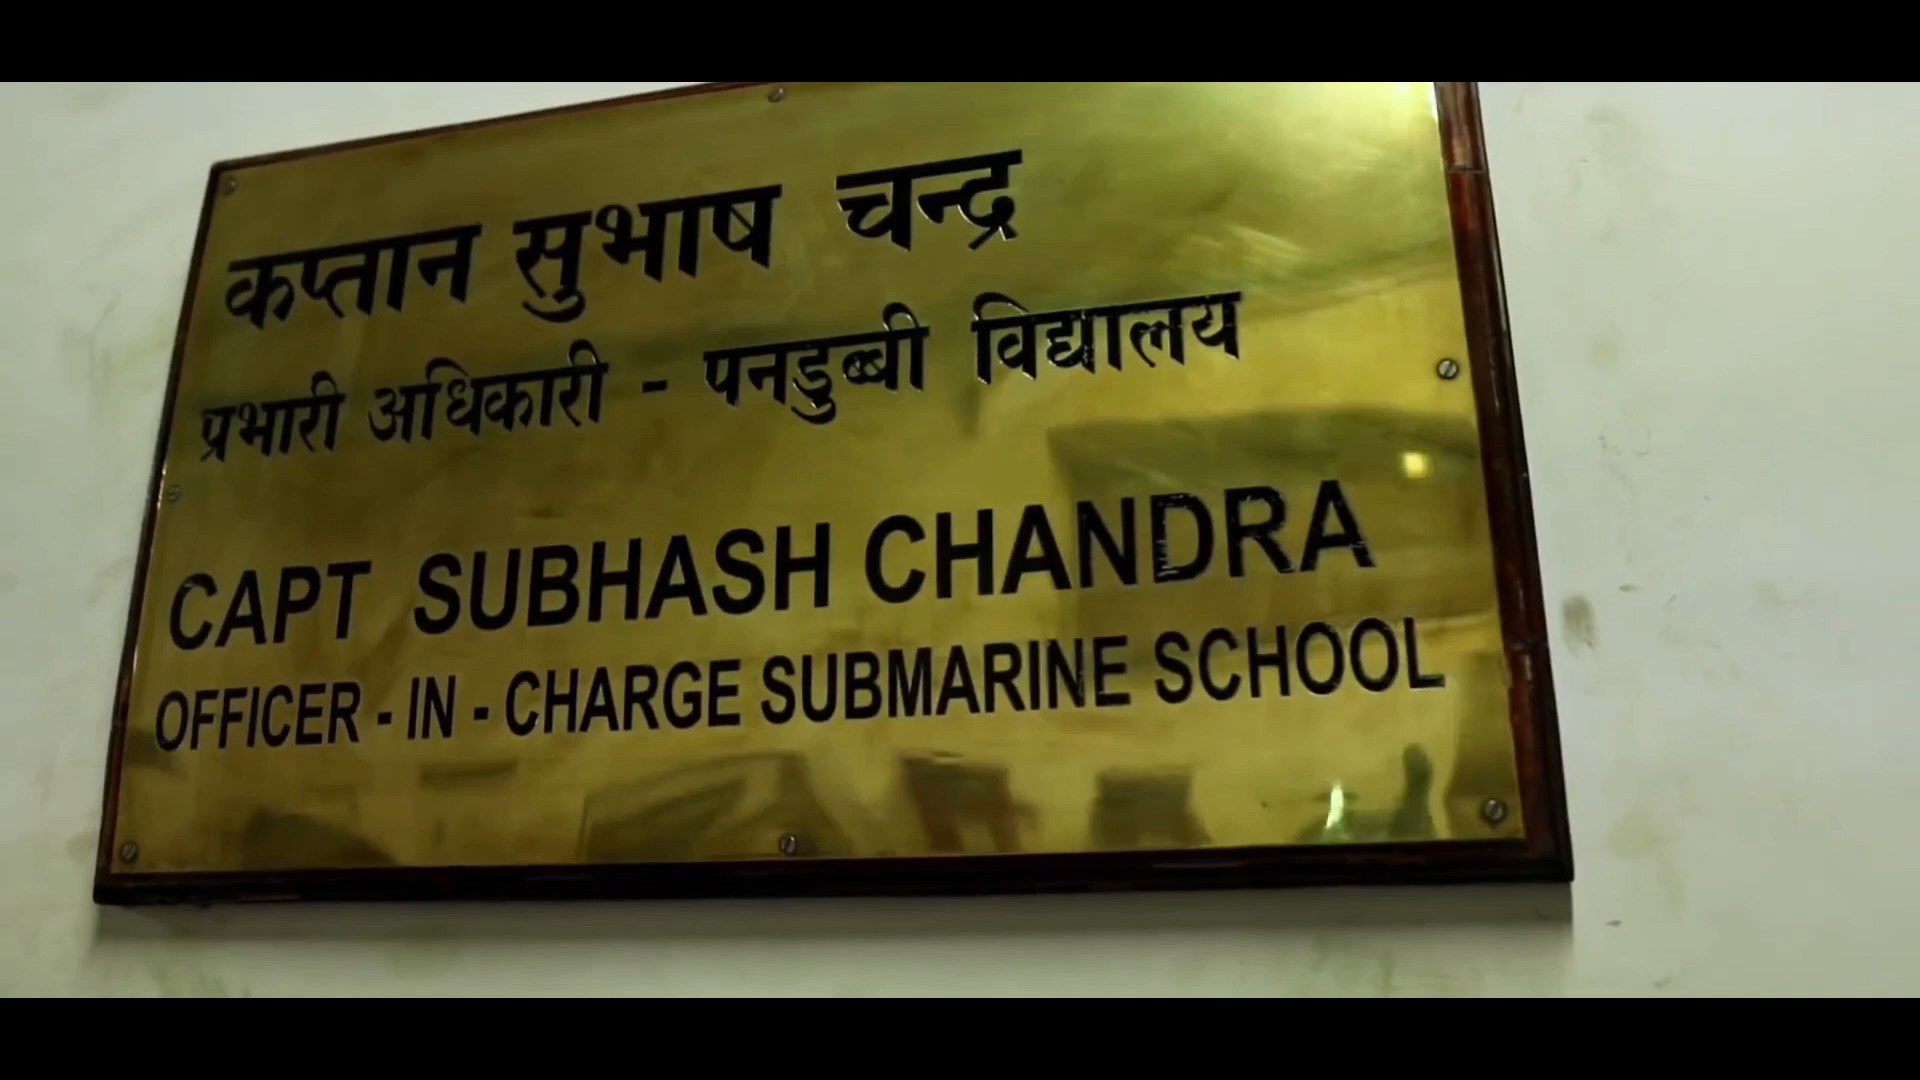 कप्तान सुभाष चन्द्र
प्रभारी अधिकारी - पनडुब्बी विद्यालय
CAPT SUBHASH CHANDRA
OFFICER - IN - CHARGE SUBMARINE SCHOOL